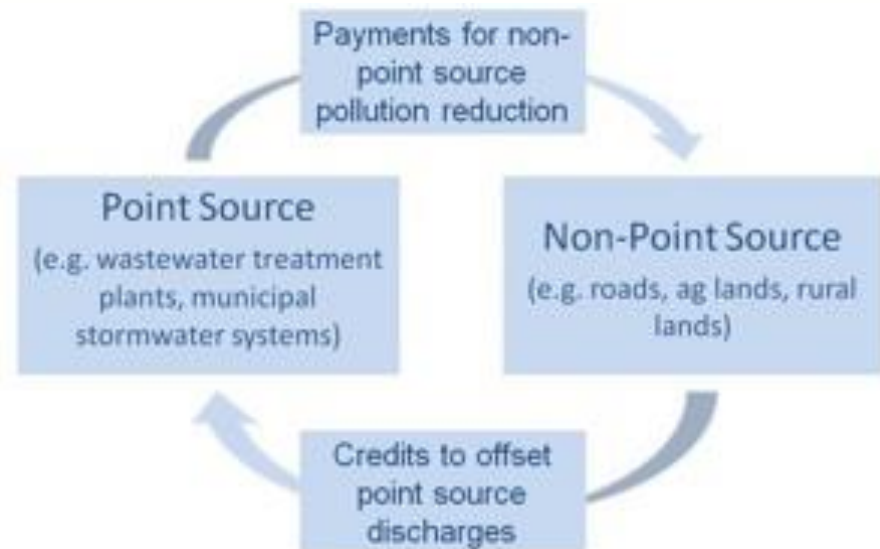 Payments for non-
point source
pollution reduction
Point Source
(e.g. wastewater treatment
plants, municipal
stormwater systems)
Non-Point Source
(e.g. roads, ag lands, rural
lands)
Credits to offset
point source
discharges